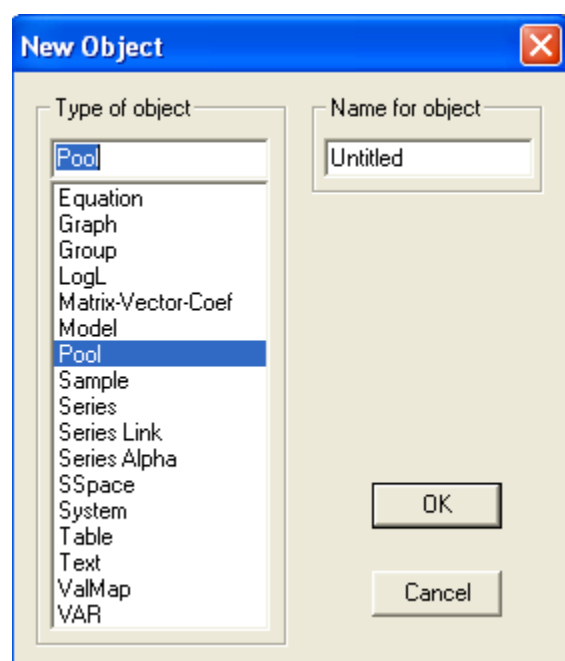 New Object
Type of object
Pool
Equation
Graph
Group
LogL
Matrix-Vector-Coef
Model
Pool
Sample
Series
Series Link
Series Alpha
SSpace
System
Table
Text
ValMap
VAR
Name for object
Untitled
OK
Cancel